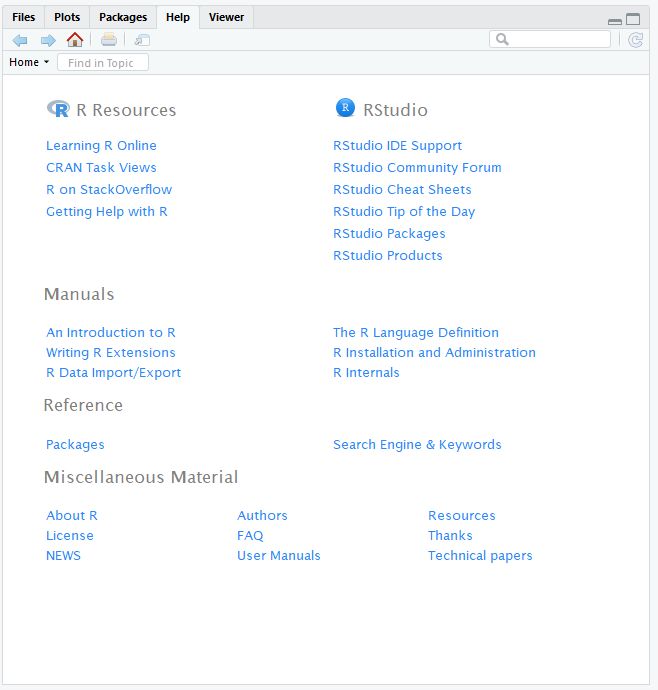 Files Plots Packages Help Viewer
Home Find in Topic
R R Resources R RStudio
Learning R Online RStudio IDE Support
CRAN Task Views RStudio Community Forum
R on StackOverflow RStudio Cheat Sheets
Getting Help with R RStudio Tip of the Day
RStudio Packages
RStudio Products
Manuals
An Introduction to R The R Language Definition
Writing R Extensions R Installation and Administration
R Data Import/Export R Internals
Reference
Packages Search Engine & Keywords
Miscellaneous Material
About R Authors Resources
License FAQ Thanks
NEWS User Manuals Technical papers